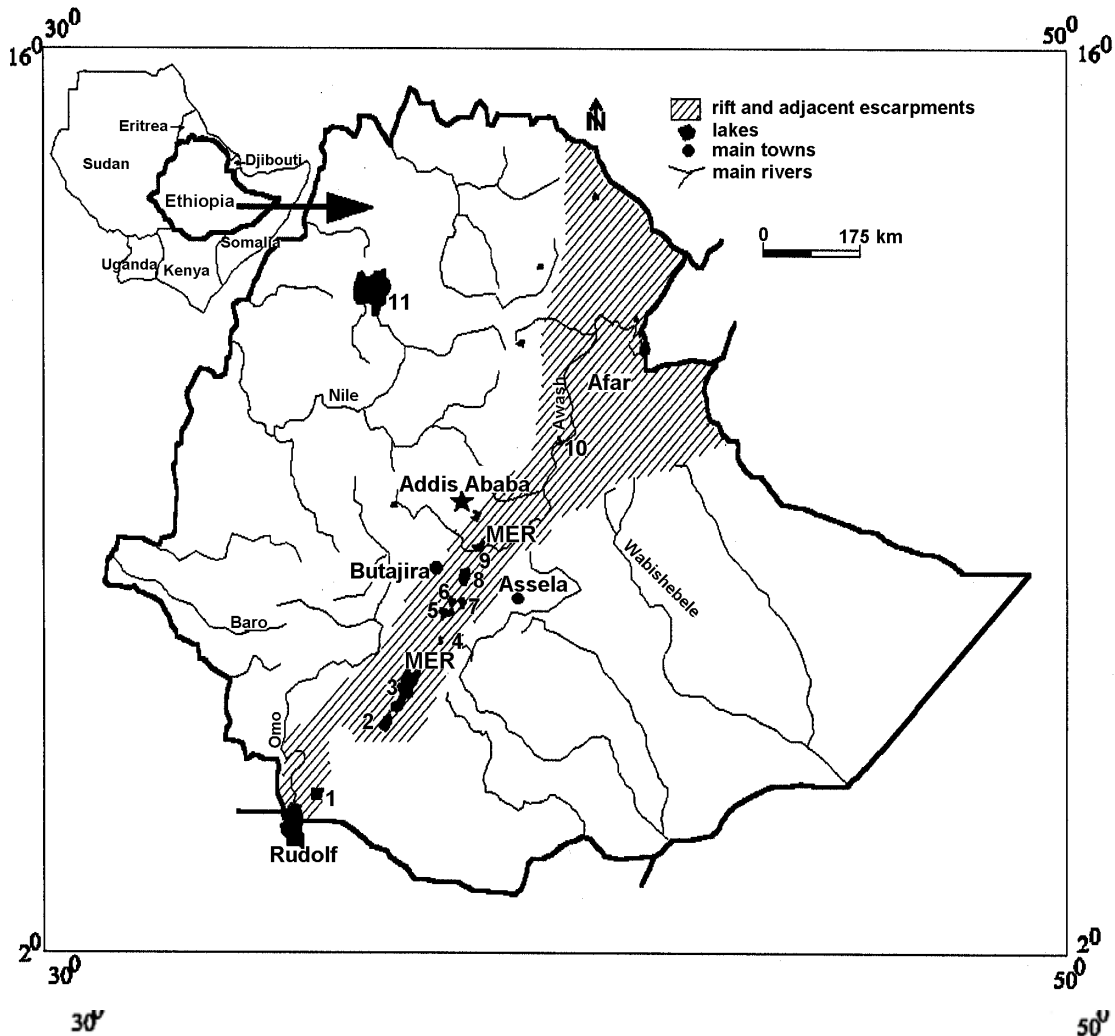 30⁰ 50⁰
16⁰ 16⁰
N
rift and adjacent escarpments
lakes
main towns
main rivers
0 175 km
Eritrea
Sudan
Djibouti
Ethiopia
Somalia
Uganda
Kenya
11
Nile
Afar
Awash
10
Addis Ababa
MER
9
Butajira
8
Assela
Wabishebele
6
5 7
Baro
4
MER
3
2
Omo
1
Rudolf
2⁰ 2⁰
30⁰ 50⁰
30⁰ 50⁰